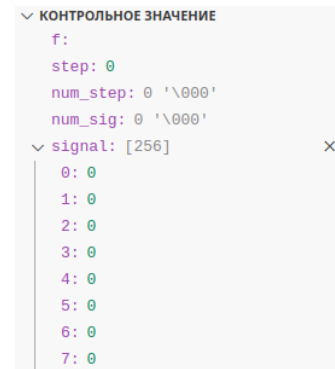 КОНТРОЛЬНОЕ ЗНАЧЕНИЕ
f:
step: 0
num_step: 0 '\000'
num_sig: 0 '\000'
signal: [256]
0: 0
1: 0
2: 0
3: 0
4: 0
5: 0
6: 0
7: 0